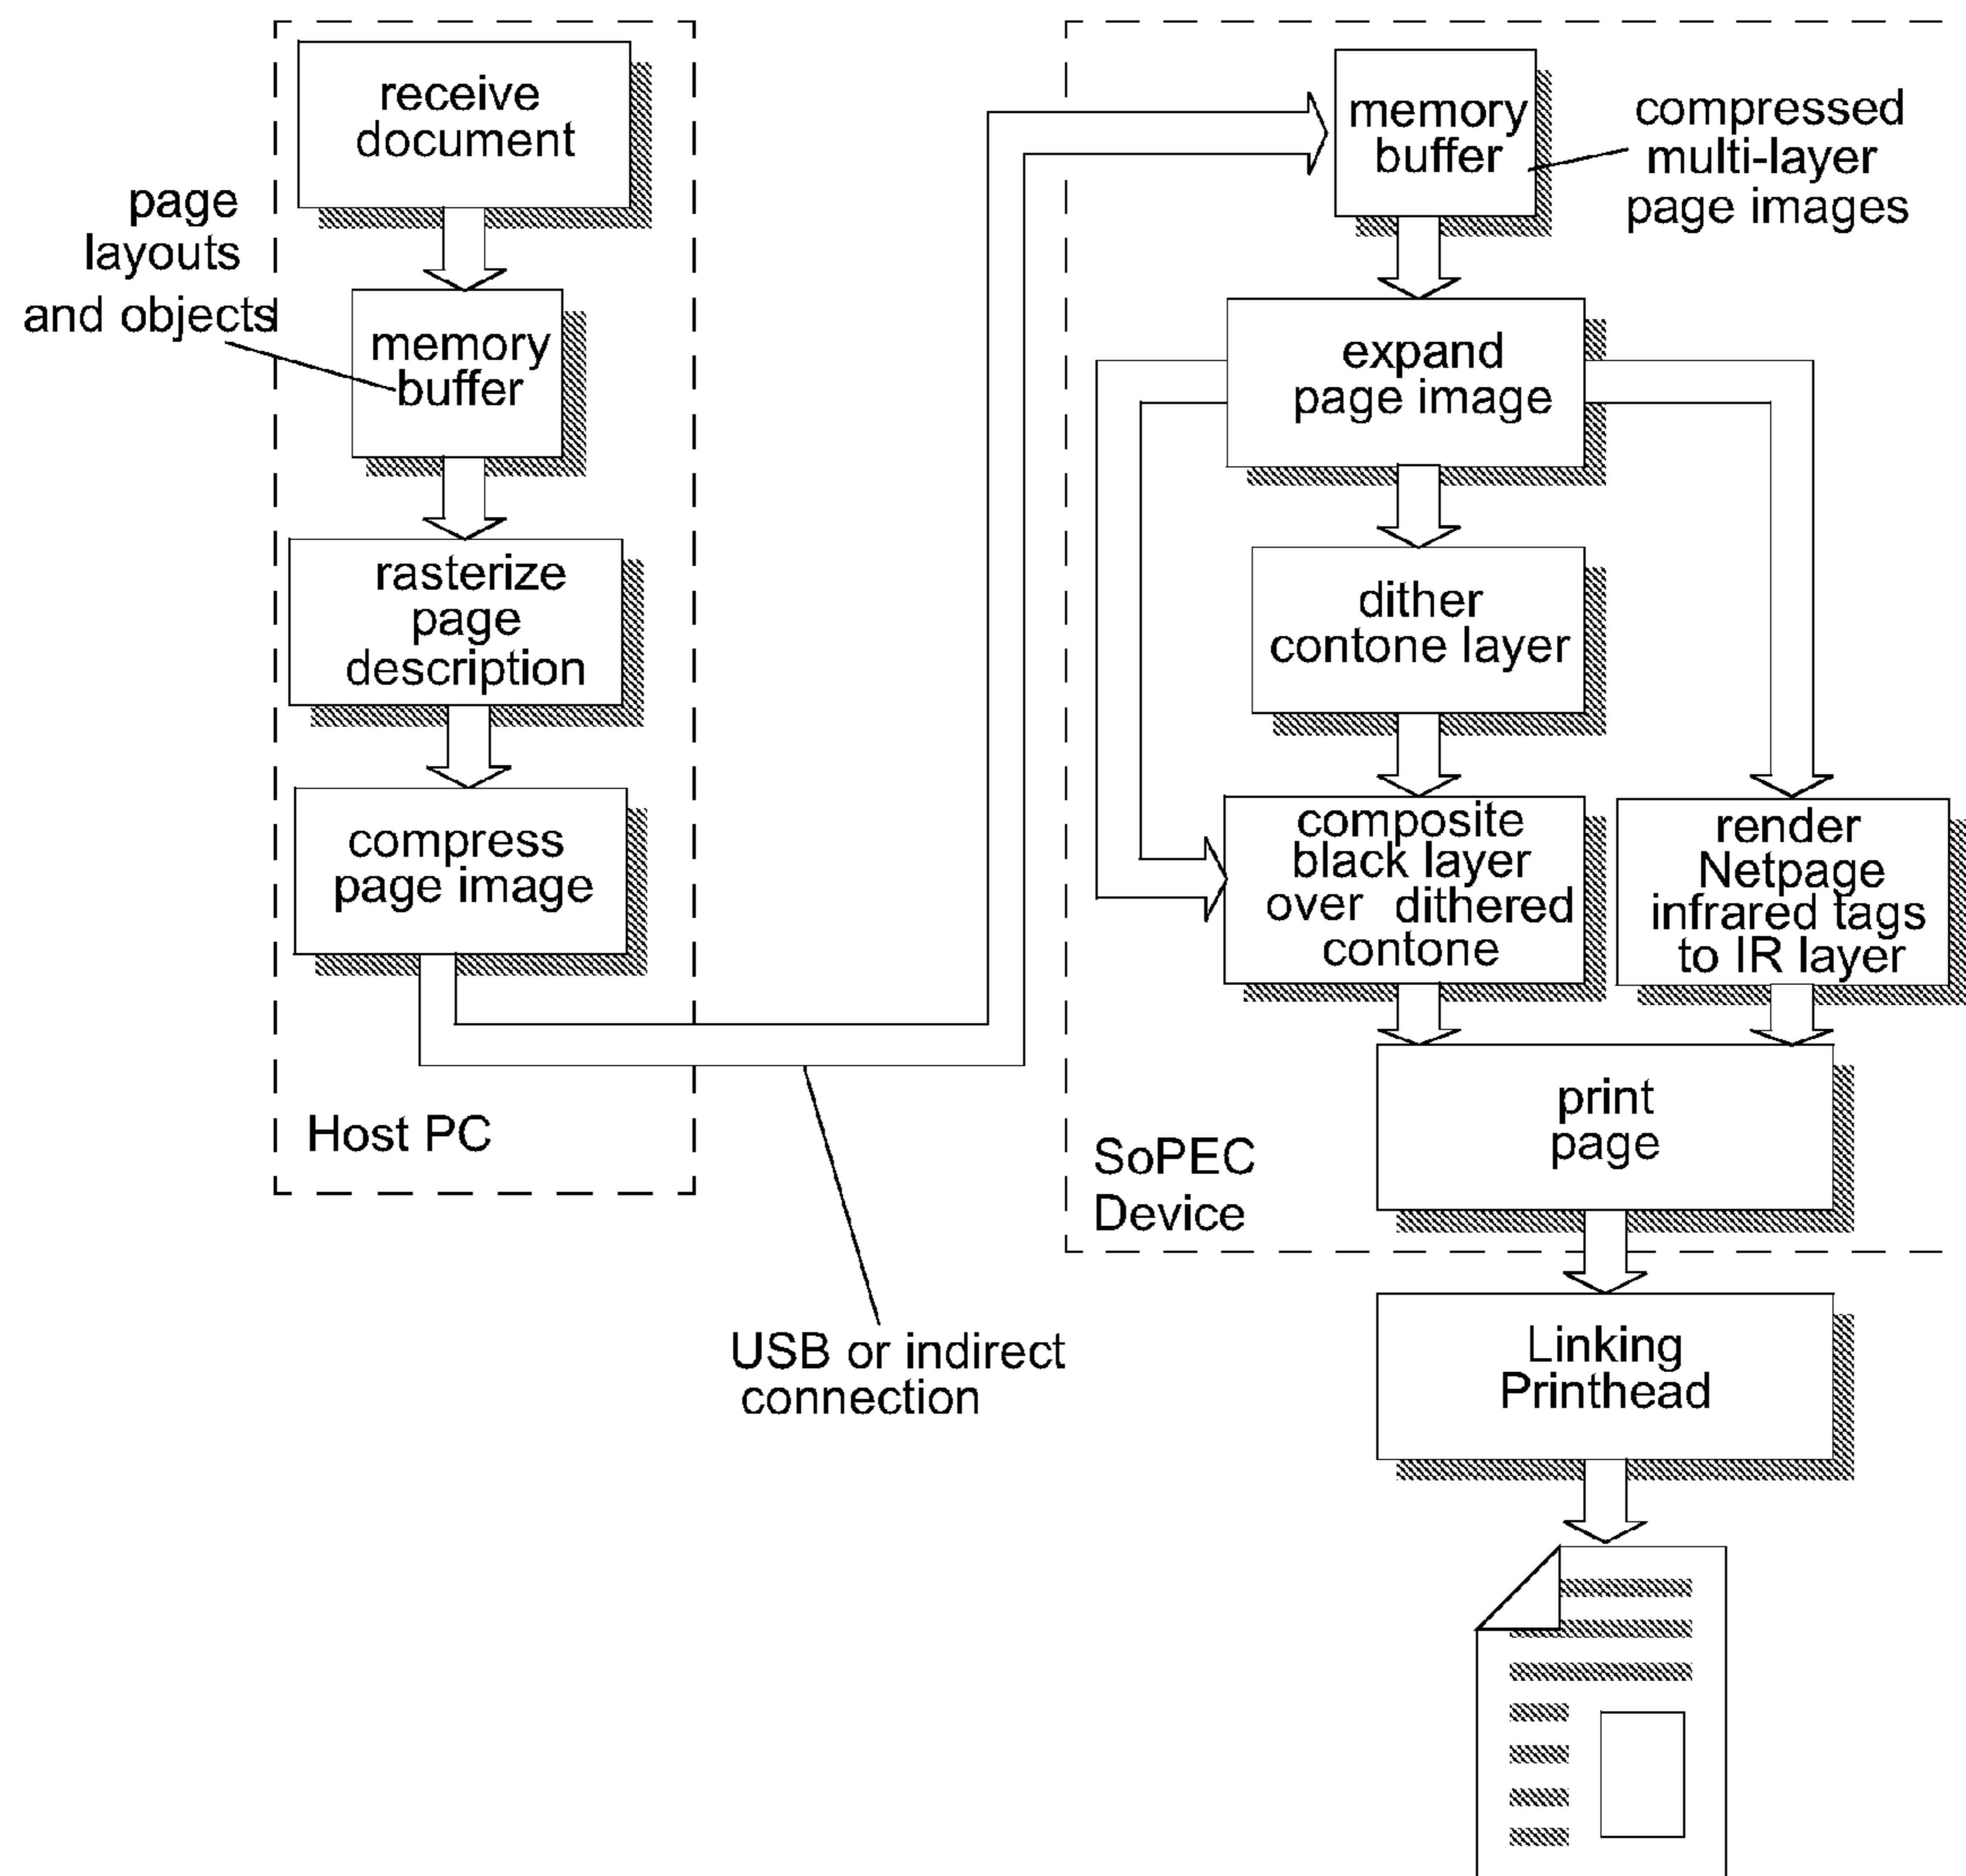 receive
document
page
layouts
and objects
memory
buffer
rasterize
page
description
compress
page image
Host PC
USB or indirect
connection
memory
buffer
compressed
multi-layer
page images
expand
page image
dither
contone layer
composite
black layer
over dithered
contone
render
Netpage
infrared tags
to IR layer
print
page
SoPEC
Device
Linking
Printhead